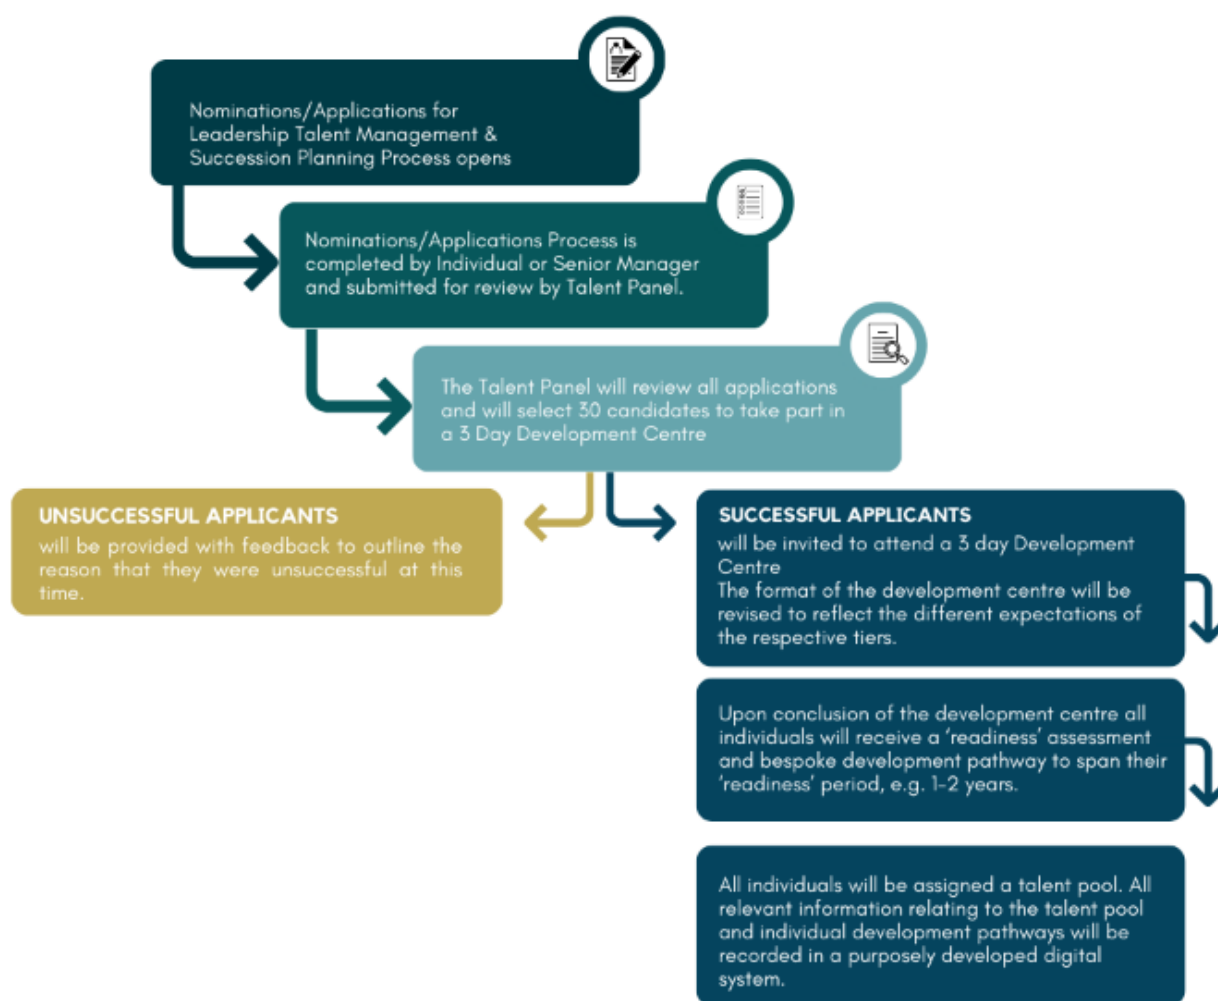 Nominations/Applications for
Leadership Talent Management &
Succession Planning Process opens
Nominations/Applications Process is
completed by Individual or Senior Manager
and submitted for review by Talent Panel.
The Talent Panel will review all applications
and will select 30 candidates to take part in
a 3 Day Development Centre
UNSUCCESSFUL APPLICANTS
will be provided with feedback to outline the
reason that they were unsuccessful at this
time.
SUCCESSFUL APPLICANTS
will be invited to attend a 3 day Development
Centre
The format of the development centre will be
revised to reflect the different expectations of
the respective tiers.
Upon conclusion of the development centre all
individuals will receive a ‘readiness’ assessment
and bespoke development pathway to span their
‘readiness’ period, e.g. 1-2 years.
All individuals will be assigned a talent pool. All
relevant information relating to the talent pool
and individual development pathways will be
recorded in a purposely developed digital
system.